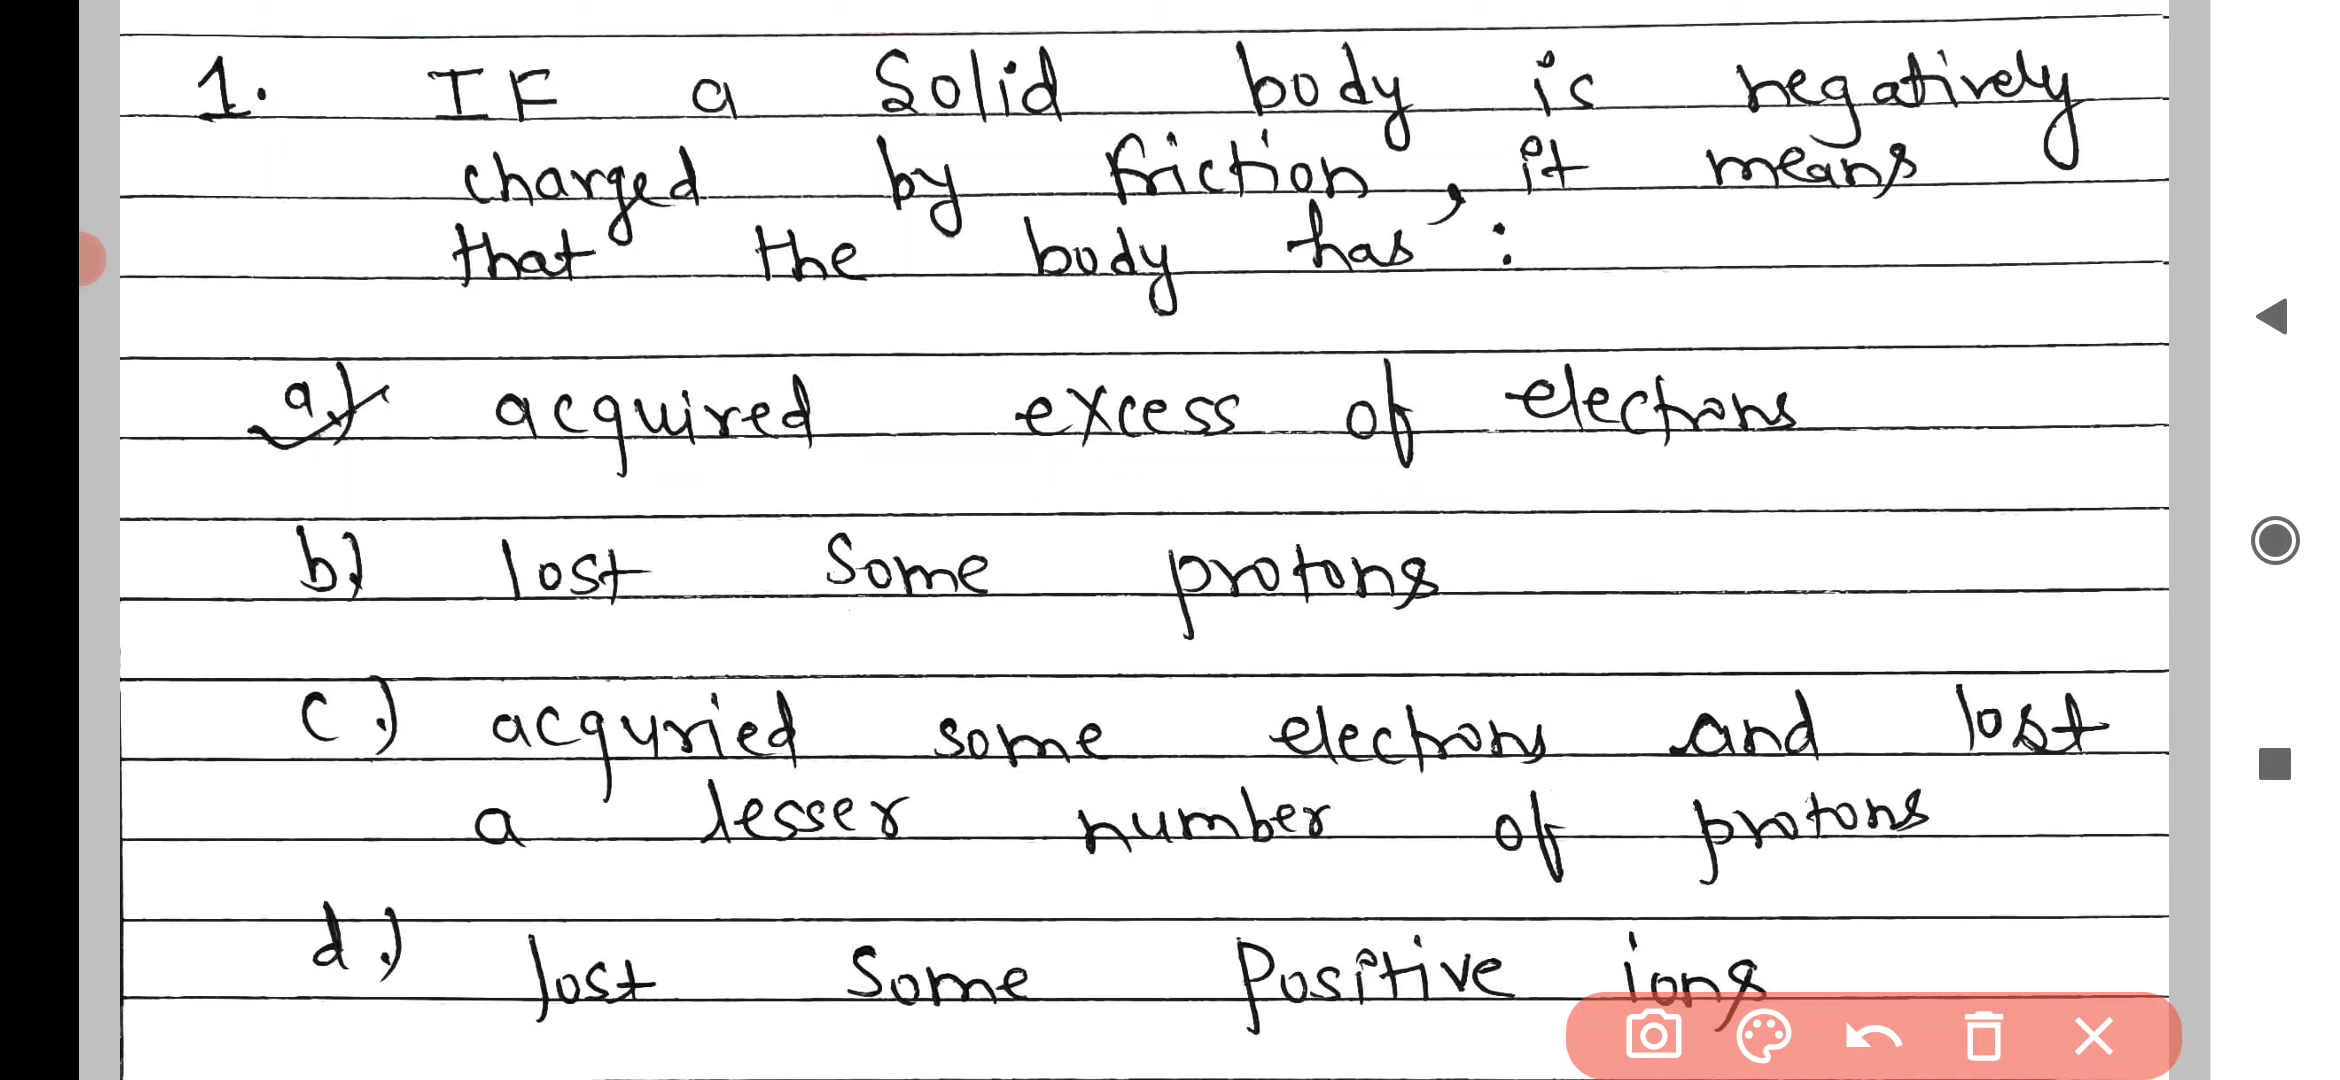 1. IF a Solid body is negatively
charged by friction, it means
that the body has :
a) acquired excess of electrons
b) lost some protons
c.) acquried some electrons and lost
a lesser number of protons
d.) lost some Positive ions